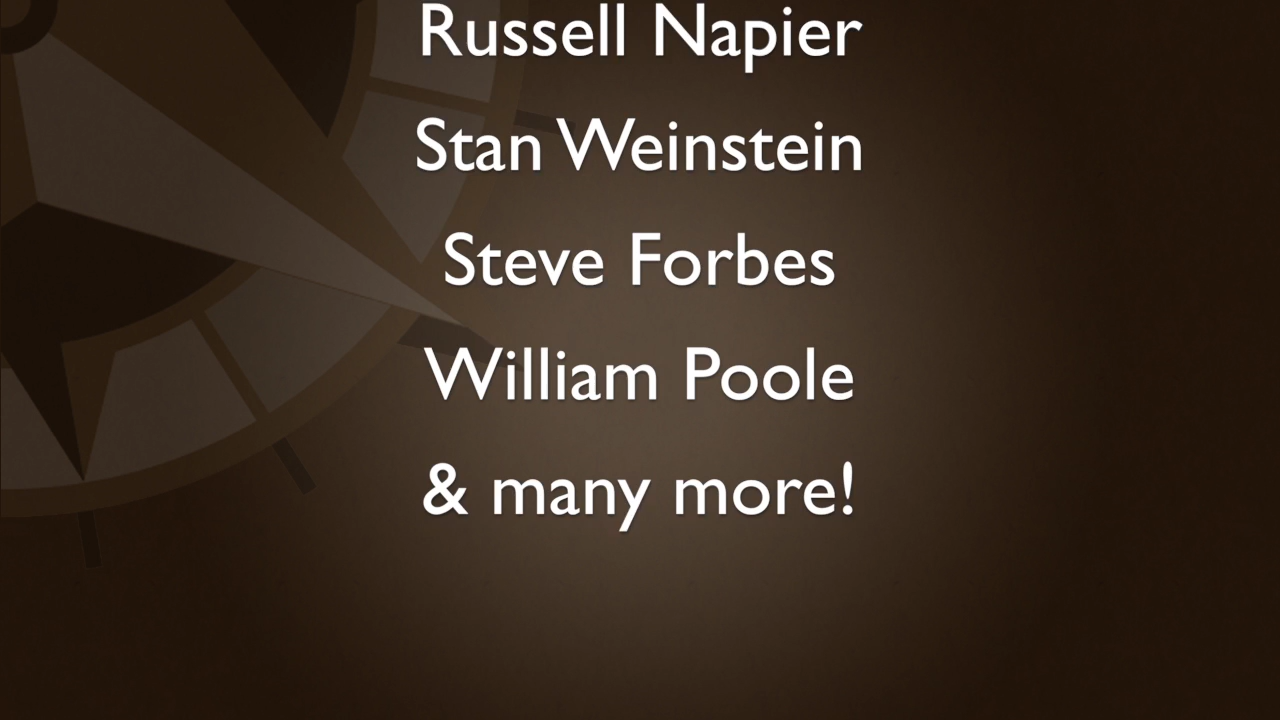 Russell Napier
Stan Weinstein
Steve Forbes
William Poole
& many more!